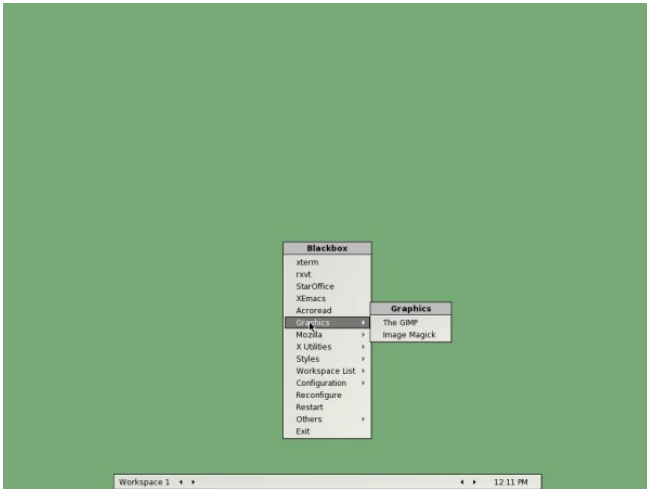 Blackbox
xterm
rxvt
StarOffice
XEmacs
Acroread
Graphics
Mozilla
X Utilities
Styles
Workspace List
Configuration
Reconfigure
Restart
Others
Exit
Graphics
The GIMP
Image Magick
Workspace 1
12:11 PM